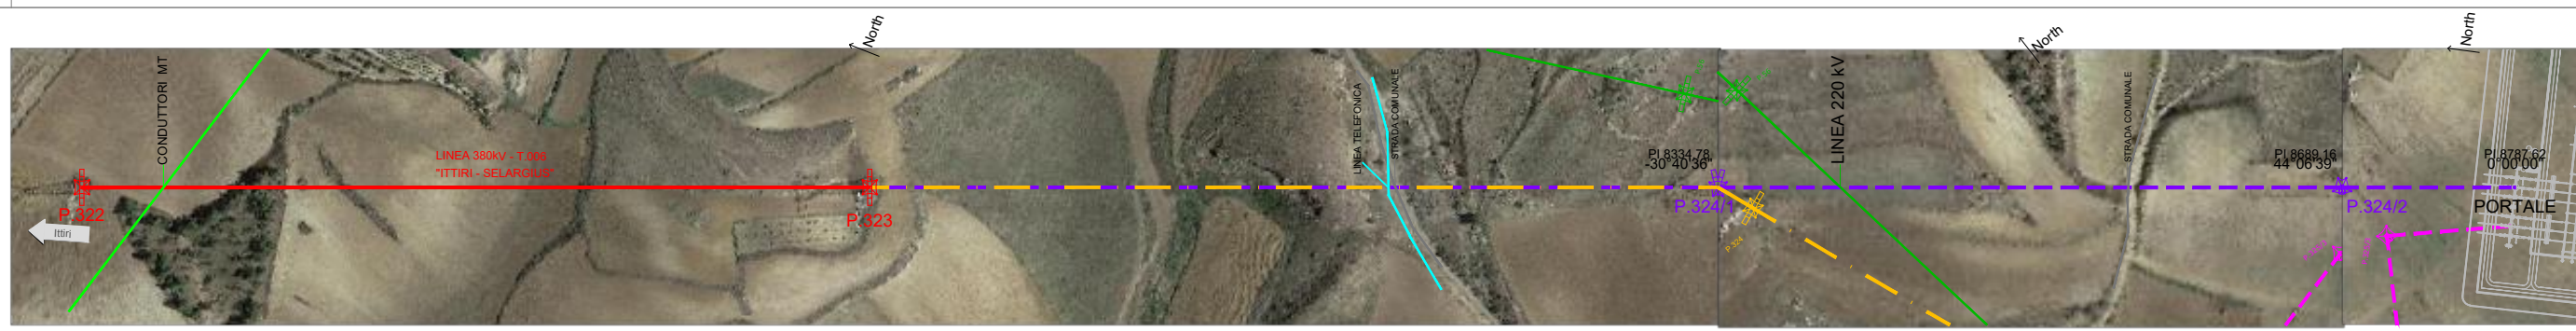 North
North
North
CONDUTTORI MT
LINEA 380kV - T.006
"ITTIRI - SELARGIUS"
P.322
Ittiri
P.323
LINEA TELEFONICA
STRADA COMUNALE
PI.8334.78
-30°40'36"
P.324/1
P.324
LINEA 220 kV
STRADA COMUNALE
PI.8689.16
44°06'39"
P.324/2
PI.8787.62
0°00'00"
PORTALE